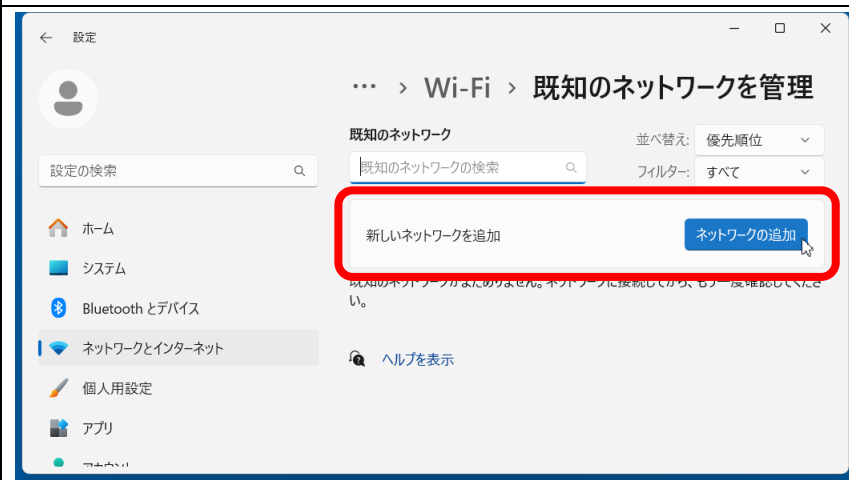 設定
… > Wi-Fi > 既知のネットワークを管理
既知のネットワーク
並べ替え: 優先順位
既知のネットワークの検索
フィルター: すべて
設定の検索
新しいネットワークを追加
ネットワークの追加
既知のネットワークがまだありません。ネットワークに接続してから、もう一度確認してくださ
い。
ヘルプを表示
ホーム
システム
Bluetooth とデバイス
ネットワークとインターネット
個人用設定
アプリ
アカウント